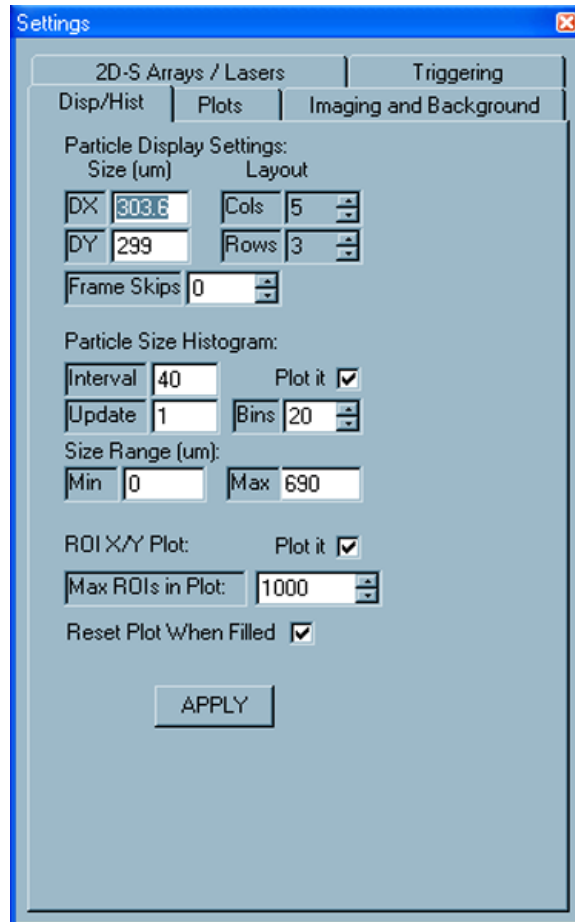 Settings
2D-S Arrays / Lasers Triggering
Disp/Hist Plots Imaging and Background
Particle Display Settings:
Size (um) Layout
DX 303.6 Cols 5
DY 299 Rows 3
Frame Skips 0
Particle Size Histogram:
Interval 40 Plot it
Update 1 Bins 20
Size Range (um):
Min 0 Max 690
ROI X/Y Plot: Plot it
Max ROIs in Plot: 1000
Reset Plot When Filled
APPLY